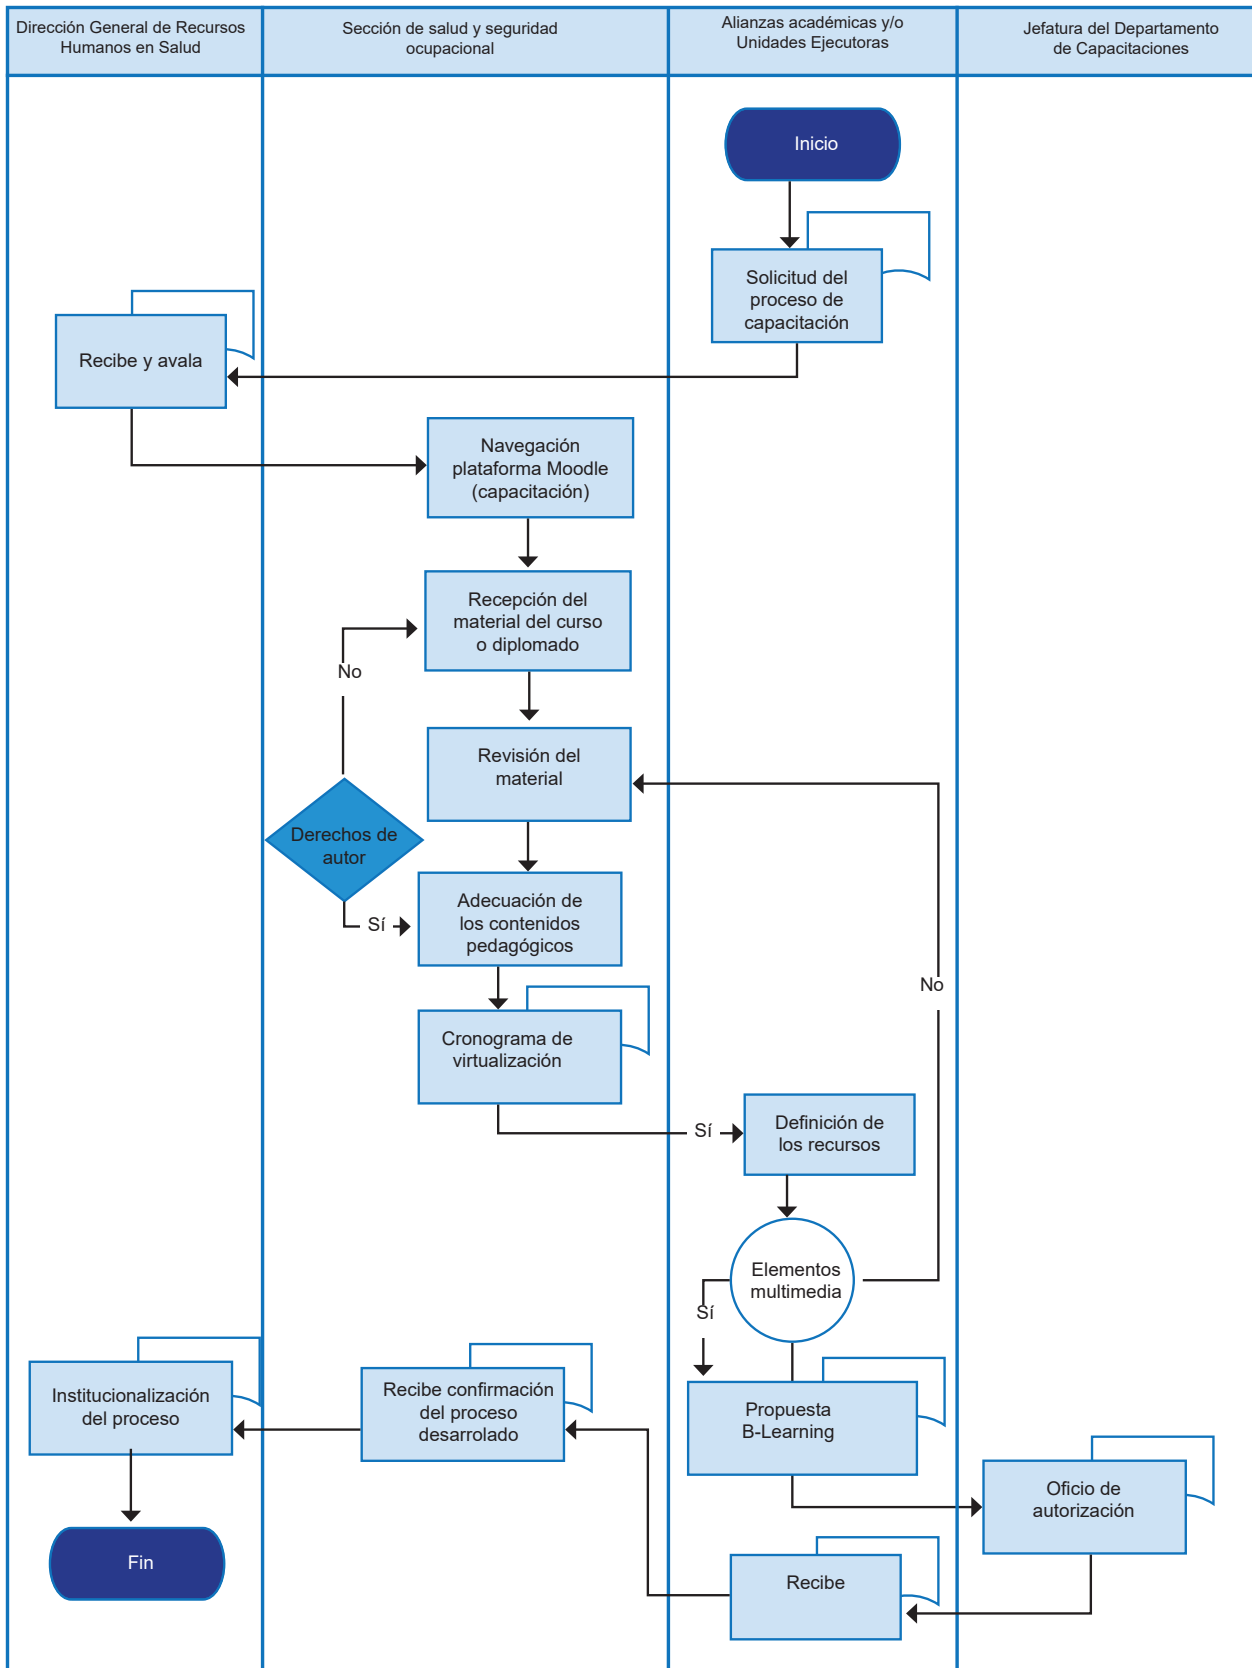 Dirección General de Recursos
Humanos en Salud
Sección de salud y seguridad
ocupacional
Alianzas académicas y/o
Unidades Ejecutoras
Jefatura del Departamento
de Capacitaciones
Inicio
Solicitud del
proceso de
capacitación
Recibe y avala
Navegación
plataforma Moodle
(capacitación)
Recepción del
material del curso
o diplomado
No
Revisión del
material
Derechos de
autor
Adecuación de
los contenidos
pedagógicos
Sí
No
Cronograma de
virtualización
Sí
Definición de
los recursos
Elementos
multimedia
Sí
Institucionalización
del proceso
Recibe confirmación
del proceso
desarrolado
Propuesta
B-Learning
Oficio de
autorización
Fin
Recibe